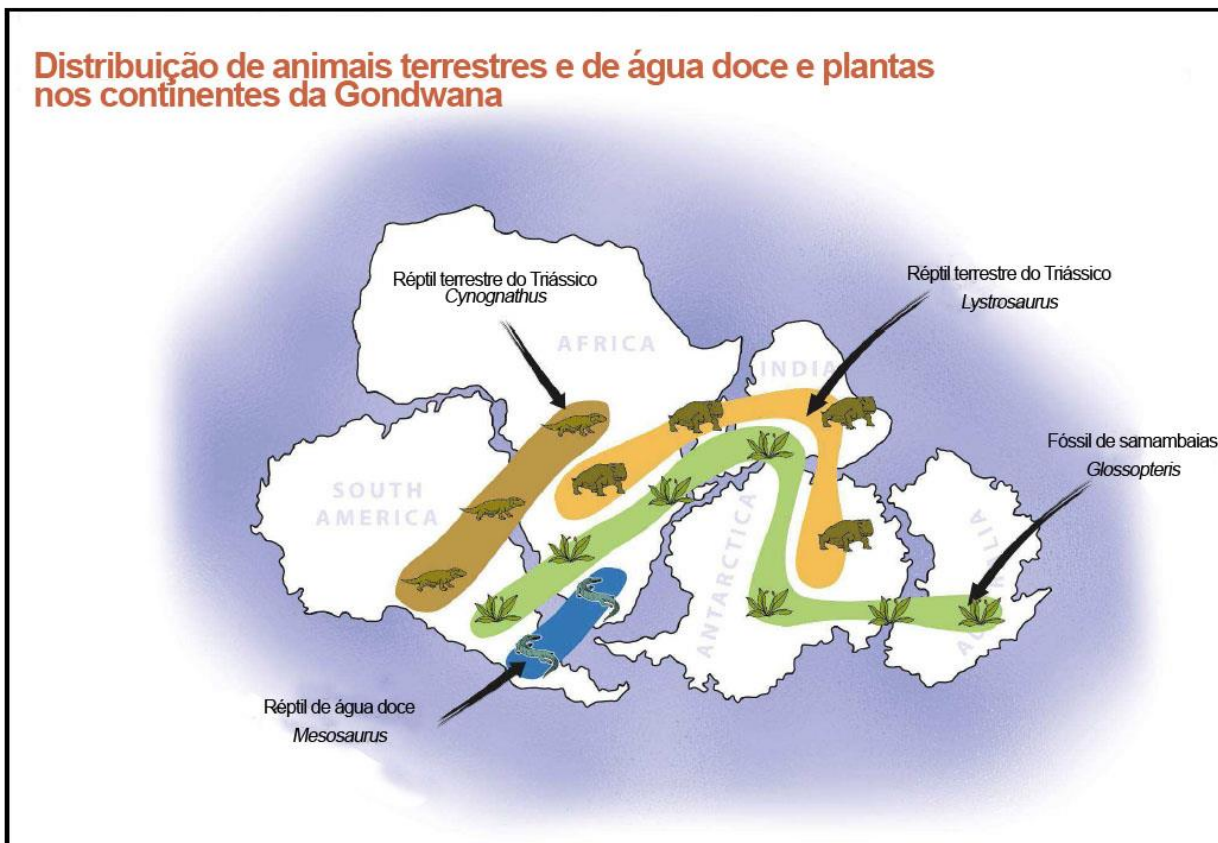 Distribuição de animais terrestres e de água doce e plantas
nos continentes da Gondwana
Réptil terrestre do Triássico
Cynognathus
Réptil terrestre do Triássico
Lystrosaurus
AFRICA
INDIA
Fóssil de samambaias
Glossopteris
SOUTH
AMERICA
ANTARCTICA
AUSTRALIA
Réptil de água doce
Mesosaurus